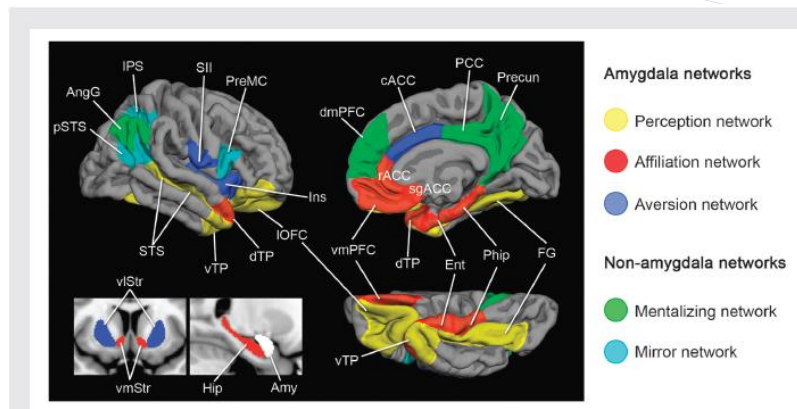 IPS
SII
PreMC
AngG
pSTS
Ins
lOFC
STS
vTP
dTP
cACC
PCC
Precun
dmPFC
rACC
sgACC
vmPFC
dTP
Ent
Phip
FG
vlStr
vmStr
Hip
Amy
vTP
Amygdala networks
Perception network
Affiliation network
Aversion network
Non-amygdala networks
Mentalizing network
Mirror network